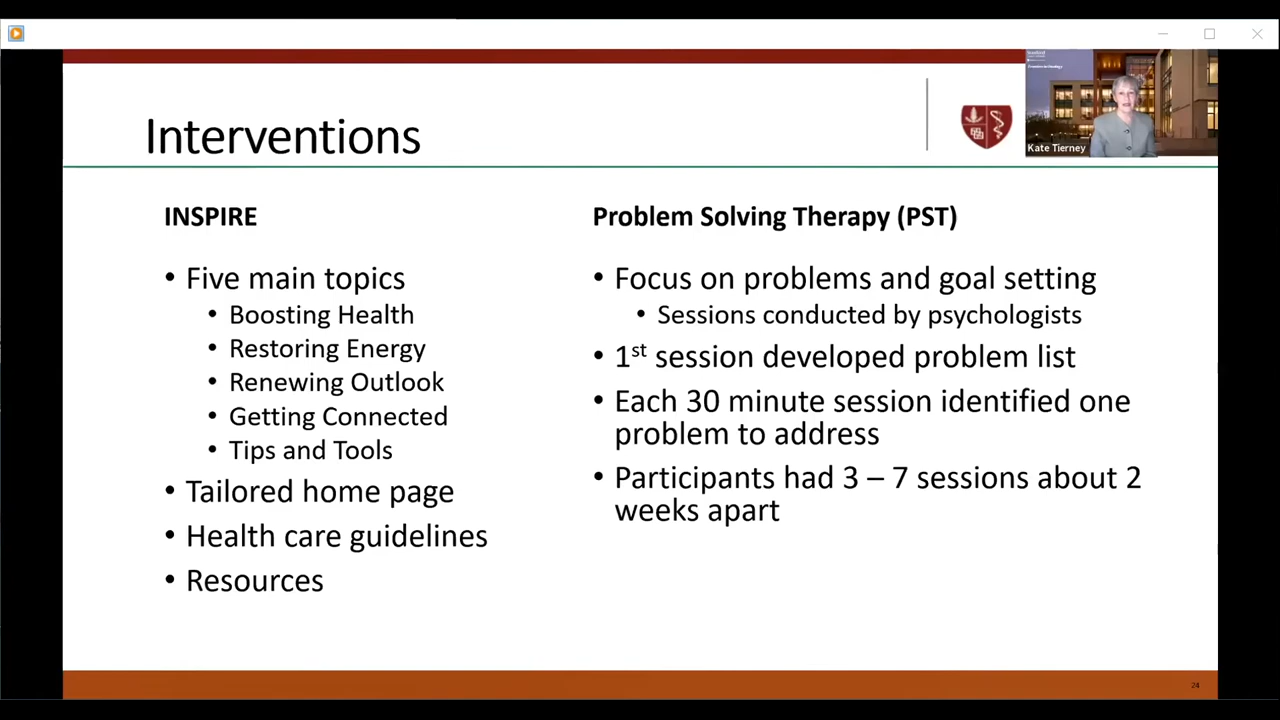 Kate Tierney
Interventions
INSPIRE
• Five main topics
• Boosting Health
• Restoring Energy
• Renewing Outlook
• Getting Connected
• Tips and Tools
• Tailored home page
• Health care guidelines
• Resources
Problem Solving Therapy (PST)
• Focus on problems and goal setting
• Sessions conducted by psychologists
• 1st session developed problem list
• Each 30 minute session identified one
problem to address
• Participants had 3 – 7 sessions about 2
weeks apart
24